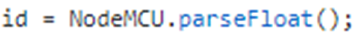 id = NodeMCU.parseFloat();